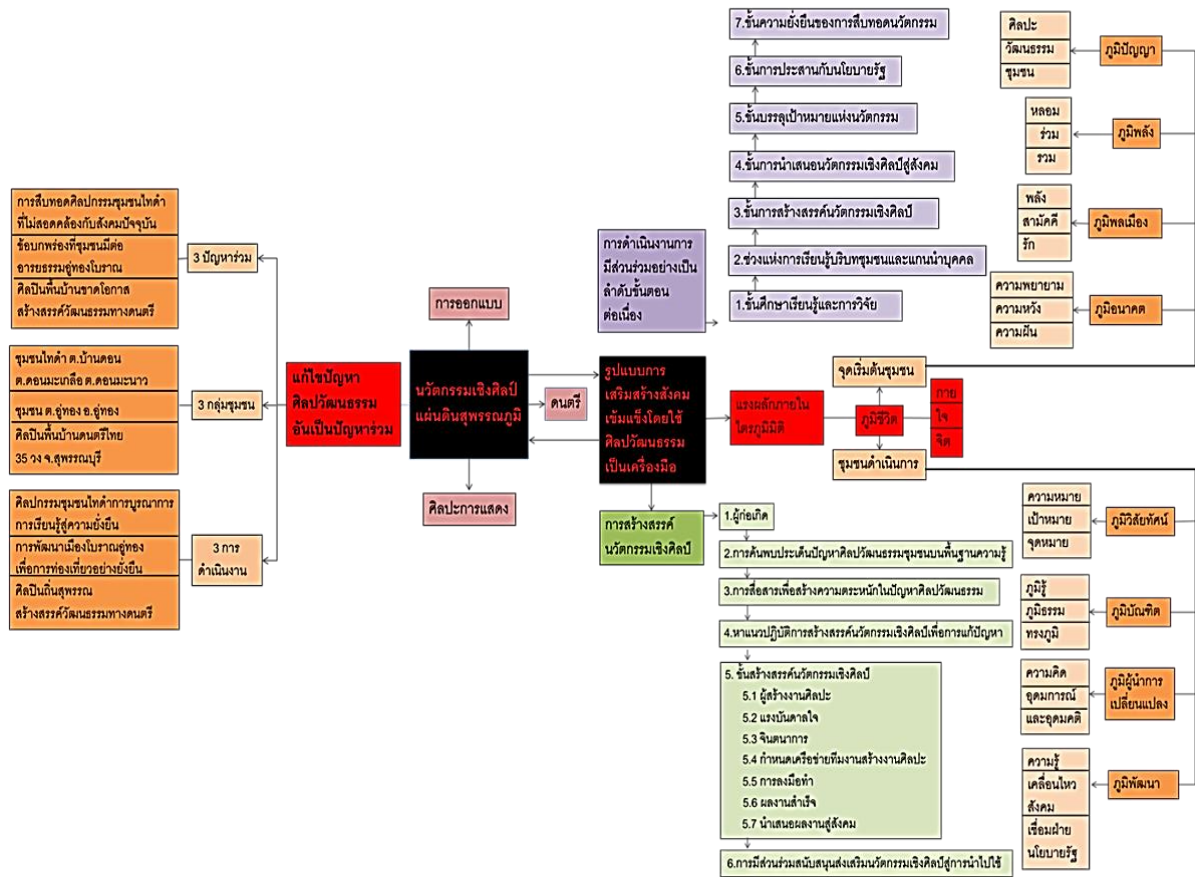 การสืบทอดศิลปกรรมชุมชนไทดำ
ที่ไม่สอดคล้องกับสังคมปัจจุบัน
ข้อบกพร่องที่ชุมชนมีต่อ
อารยธรรมอู่ทองโบราณ
ศิลปินพื้นบ้านขาดโอกาส
สร้างสรรค์วัฒนธรรมทางดนตรี
3 ปัญหาร่วม
ชุมชนไทดำ ต.บ้านดอน
ต.ดอนมะเกลือ ต.ดอนมะนาว
ชุมชน ต.อู่ทอง อ.อู่ทอง
ศิลปินพื้นบ้านดนตรีไทย
35 วง จ.สุพรรณบุรี
3 กลุ่มชุมชน
ศิลปกรรมชุมชนไทดำการบูรณาการ
การเรียนรู้สู่ความยั่งยืน
การพัฒนาเมืองโบราณอู่ทอง
เพื่อการท่องเที่ยวอย่างยั่งยืน
ศิลปินถิ่นสุพรรณ
สร้างสรรค์วัฒนธรรมทางดนตรี
3 การ
ดำเนินงาน
แก้ไขปัญหา
ศิลปวัฒนธรรม
อันเป็นปัญหาร่วม
การออกแบบ
นวัตกรรมเชิงศิลป์
แผ่นดินสุพรรณภูมิ
ดนตรี
ศิลปะการแสดง
รูปแบบการ
เสริมสร้างสังคม
เข้มแข็งโดยใช้
ศิลปวัฒนธรรม
เป็นเครื่องมือ
การดำเนินงานการ
มีส่วนร่วมอย่างเป็น
ลำดับขั้นตอน
ต่อเนื่อง
7.ขั้นความยั่งยืนของการสืบทอดนวัตกรรม
6.ขั้นการประสานกับนโยบายรัฐ
5.ขั้นบรรลุเป้าหมายแห่งนวัตกรรม
4.ขั้นการนำเสนอนวัตกรรมเชิงศิลป์สู่สังคม
3.ขั้นการสร้างสรรค์นวัตกรรมเชิงศิลป์
2.ช่วงแห่งการเรียนรู้บริบทชุมชนและแกนนำบุคคล
1.ขั้นศึกษาเรียนรู้และการวิจัย
แรงผลักภายใน
ไตรภูมิมิติ
จุดเริ่มต้นชุมชน
ภูมิชีวิต
ชุมชนดำเนินการ
กาย
ใจ
จิต
ศิลปะ
วัฒนธรรม
ชุมชน
ภูมิปัญญา
หลอม
ร่วม
รวม
ภูมิพลัง
พลัง
สามัคคี
รัก
ภูมิพลเมือง
ความพยายาม
ความหวัง
ความฝัน
ภูมิอนาคต
การสร้างสรรค์
นวัตกรรมเชิงศิลป์
1.ผู้ก่อเกิด
2.การค้นพบประเด็นปัญหาศิลปวัฒนธรรมชุมชนบนพื้นฐานความรู้
3.การสื่อสารเพื่อสร้างความตระหนักในปัญหาศิลปวัฒนธรรม
4.หาแนวปฏิบัติการสร้างสรรค์นวัตกรรมเชิงศิลป์เพื่อการแก้ปัญหา
5. ขั้นสร้างสรรค์นวัตกรรมเชิงศิลป์
5.1 ผู้สร้างงานศิลปะ
5.2 แรงบันดาลใจ
5.3 จินตนาการ
5.4 กำหนดเครือข่ายทีมงานสร้างงานศิลปะ
5.5 การลงมือทำ
5.6 ผลงานสำเร็จ
5.7 นำเสนอผลงานสู่สังคม
6.การมีส่วนร่วมสนับสนุนส่งเสริมนวัตกรรมเชิงศิลป์สู่การนำไปใช้
ความหมาย
เป้าหมาย
จุดหมาย
ภูมิวิสัยทัศน์
ภูมิรู้
ภูมิธรรม
ทรงภูมิ
ภูมิบัณฑิต
ความคิด
อุดมการณ์
และอุดมคติ
ภูมิผู้นำการ
เปลี่ยนแปลง
ความรู้
เคลื่อนไหว
สังคม
เชื่อมฝ่าย
นโยบายรัฐ
ภูมิพัฒนา